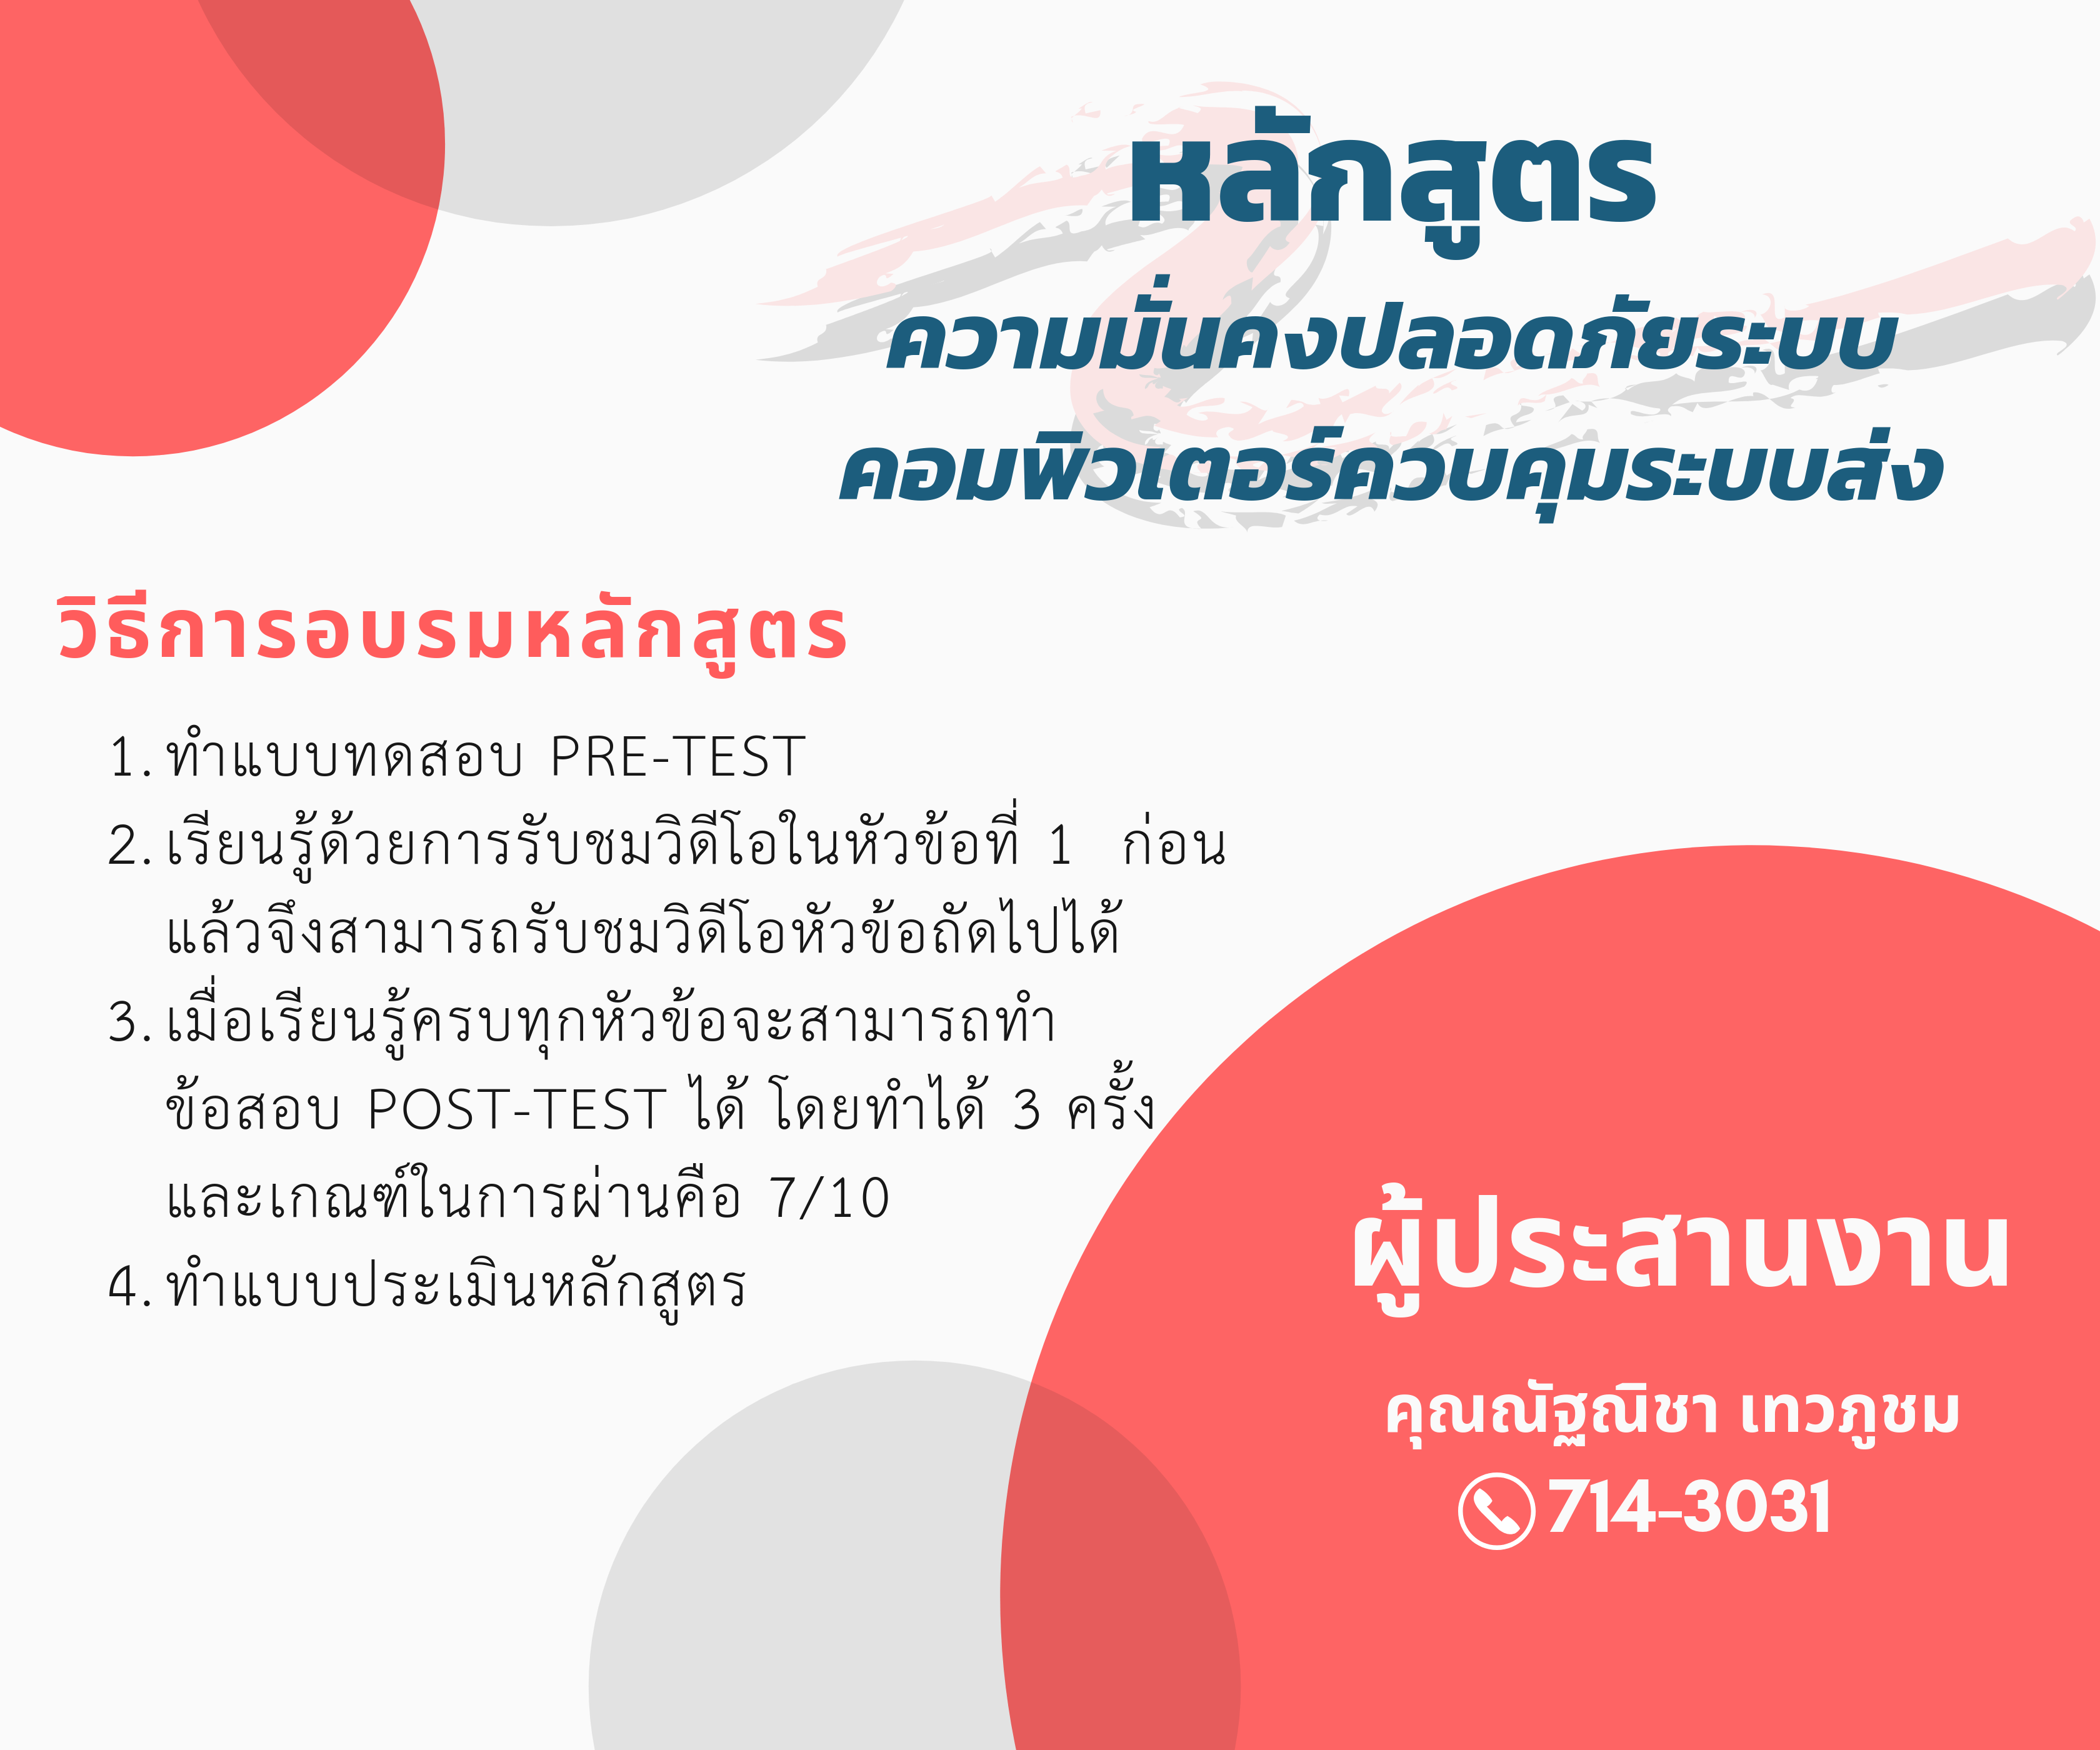 หลักสูตร
ความมั่นคงปลอดภัยระบบ
คอมพิวเตอร์ควบคุมระบบส่ง
วิธีการอบรมหลักสูตร
1. ทำแบบทดสอบ PRE-TEST
2. เรียนรู้ด้วยการรับชมวิดีโอในหัวข้อที่ 1 ก่อน
แล้วจึงสามารถรับชมวิดีโอหัวข้อถัดไปได้
3. เมื่อเรียนรู้ครบทุกหัวข้อจะสามารถทำ
ข้อสอบ POST-TEST ได้ โดยทำได้ 3 ครั้ง
และเกณฑ์ในการผ่านคือ 7/10
4. ทำแบบประเมินหลักสูตร
ผู้ประสานงาน
คุณณัฐณิชา เทวภูชม
714-3031